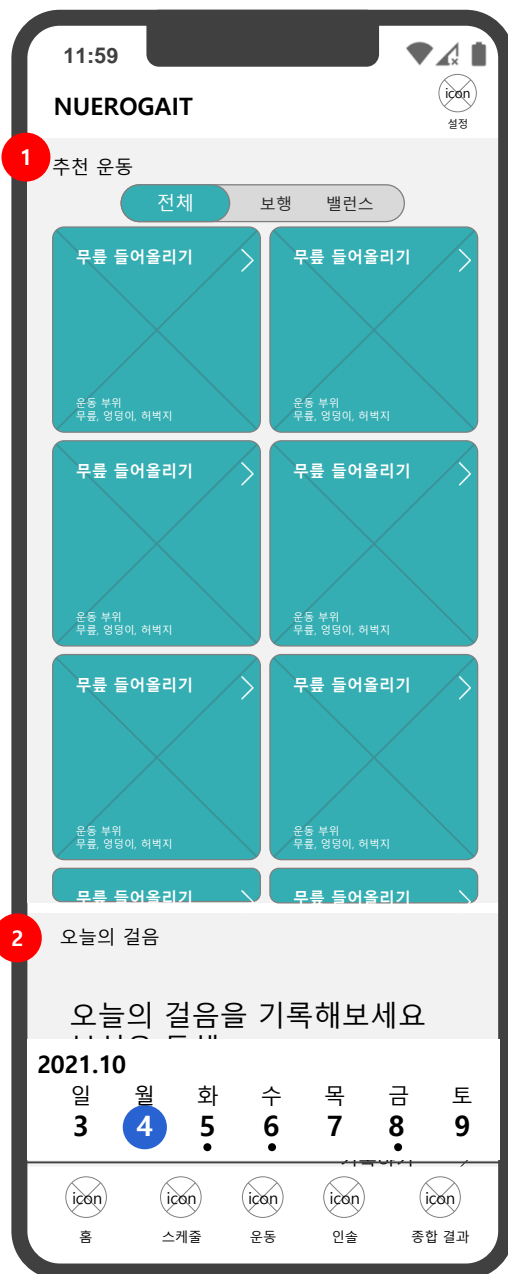 11:59
NUEROGAIT
icon
설정
1
추천 운동
전체 보행 밸런스
무릎 들어올리기 무릎 들어올리기
운동 부위 운동 부위
무릎, 엉덩이, 허벅지 무릎, 엉덩이, 허벅지
무릎 들어올리기 무릎 들어올리기
운동 부위 운동 부위
무릎, 엉덩이, 허벅지 무릎, 엉덩이, 허벅지
무릎 들어올리기 무릎 들어올리기
운동 부위 운동 부위
무릎, 엉덩이, 허벅지 무릎, 엉덩이, 허벅지
무릎 들어올리기 무릎 들어올리기
2
오늘의 걸음
오늘의 걸음을 기록해보세요
2021.10
일 월 화 수 목 금 토
3 4 5 6 7 8 9
icon icon icon icon icon
홈 스케줄 운동 인솔 종합 결과